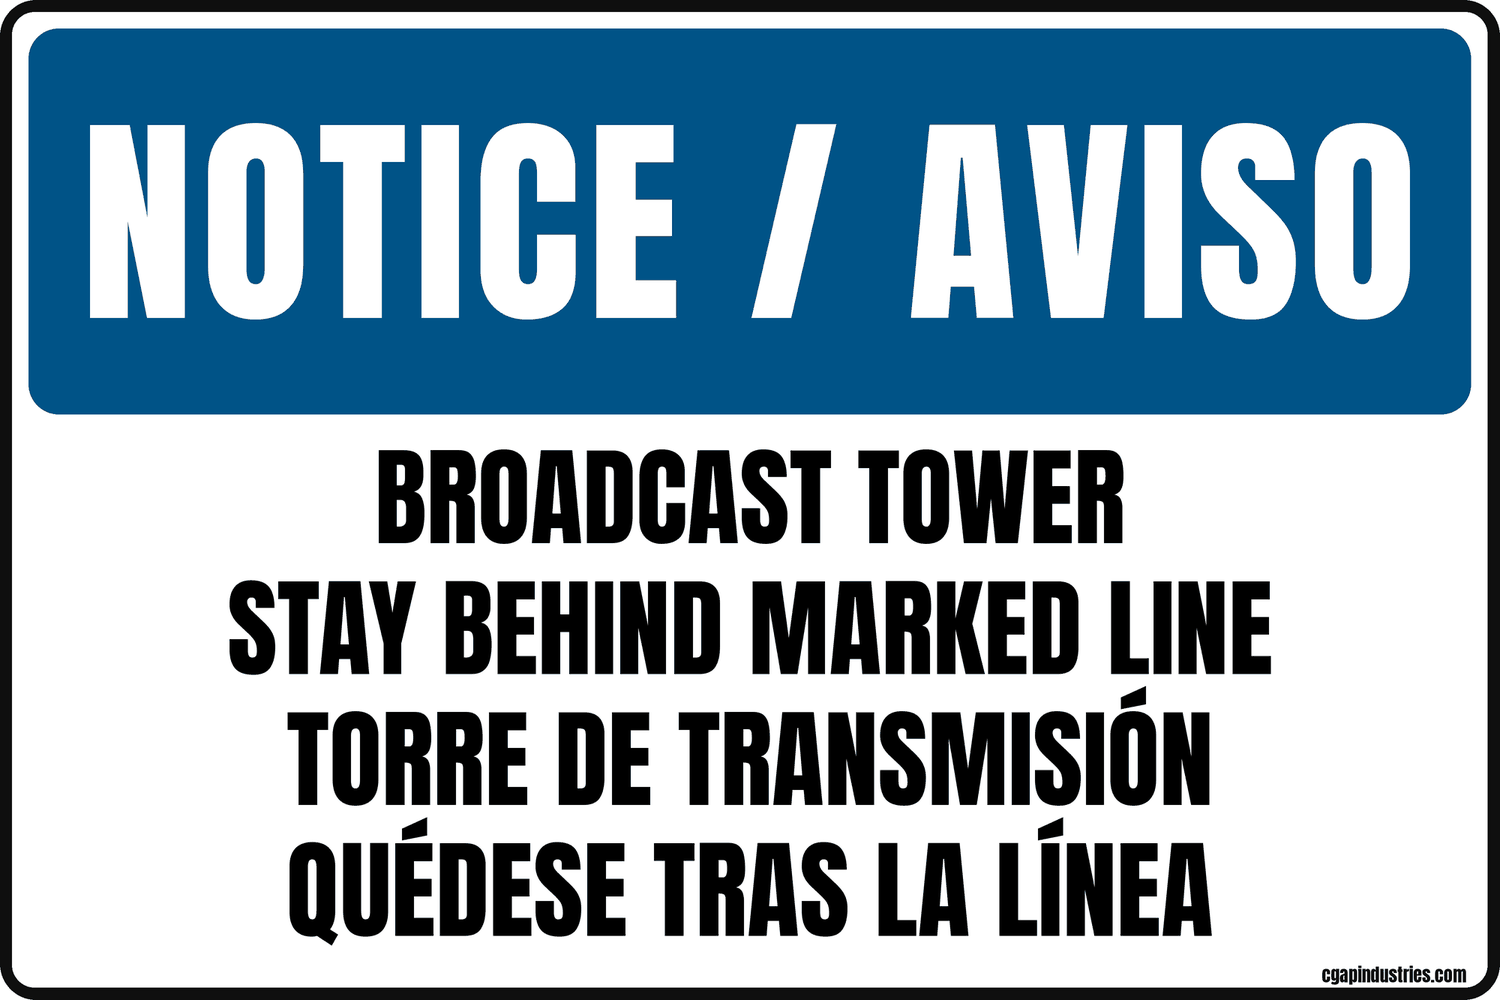 NOTICE / AVISO
BROADCAST TOWER
STAY BEHIND MARKED LINE
TORRE DE TRANSMISIÓN
QUÉDESE TRAS LA LÍNEA
cgapindustries.com